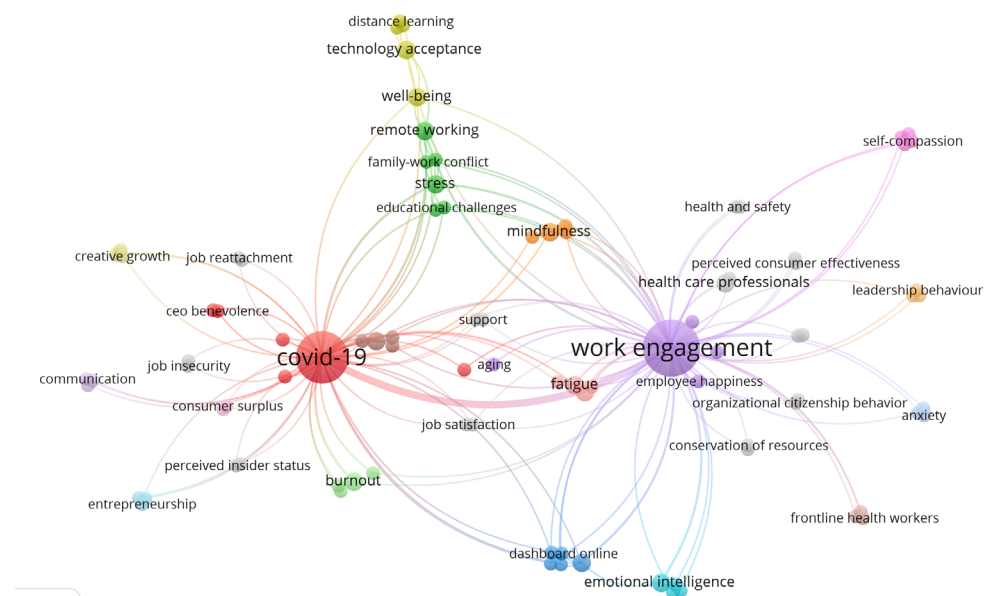 distance learning
technology acceptance
well-being
remote working
self-compassion
family-work conflict
stress
health and safety
educational challenges
mindfulness
creative growth
job reattachment
perceived consumer effectiveness
health care professionals
leadership behaviour
ceo benevolence
support
covid-19
work engagement
job insecurity
aging
communication
fatigue
employee happiness
consumer surplus
organizational citizenship behavior
anxiety
job satisfaction
conservation of resources
perceived insider status
burnout
entrepreneurship
frontline health workers
dashboard online
emotional intelligence